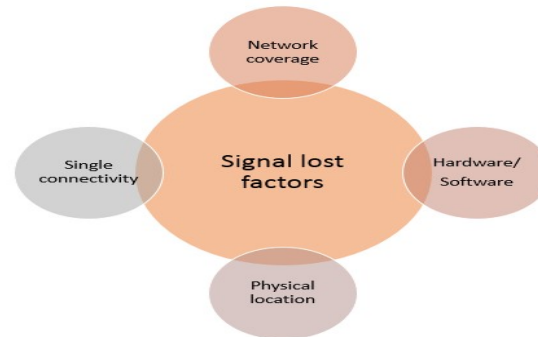 Network
coverage
Single
connectivity
Signal lost
factors
Hardware/
Software
Physical
location